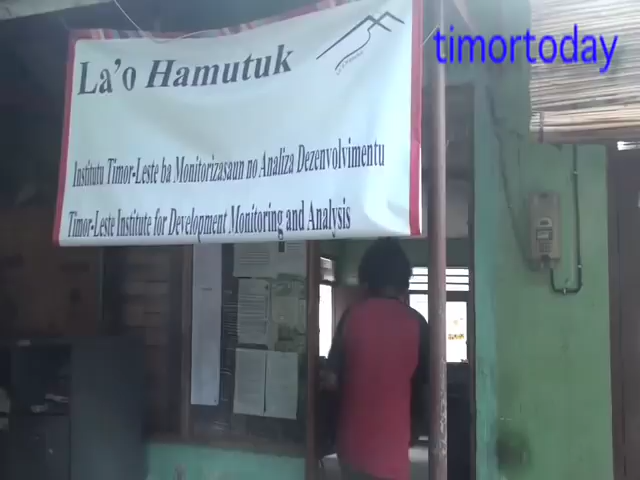 timortoday
La'o Hamutuk
Institutu Timor-Leste ba Monitorizasaun no Analiza Dezenvolvimentu
Timor-Leste Institute for Development Monitoring and Analysis